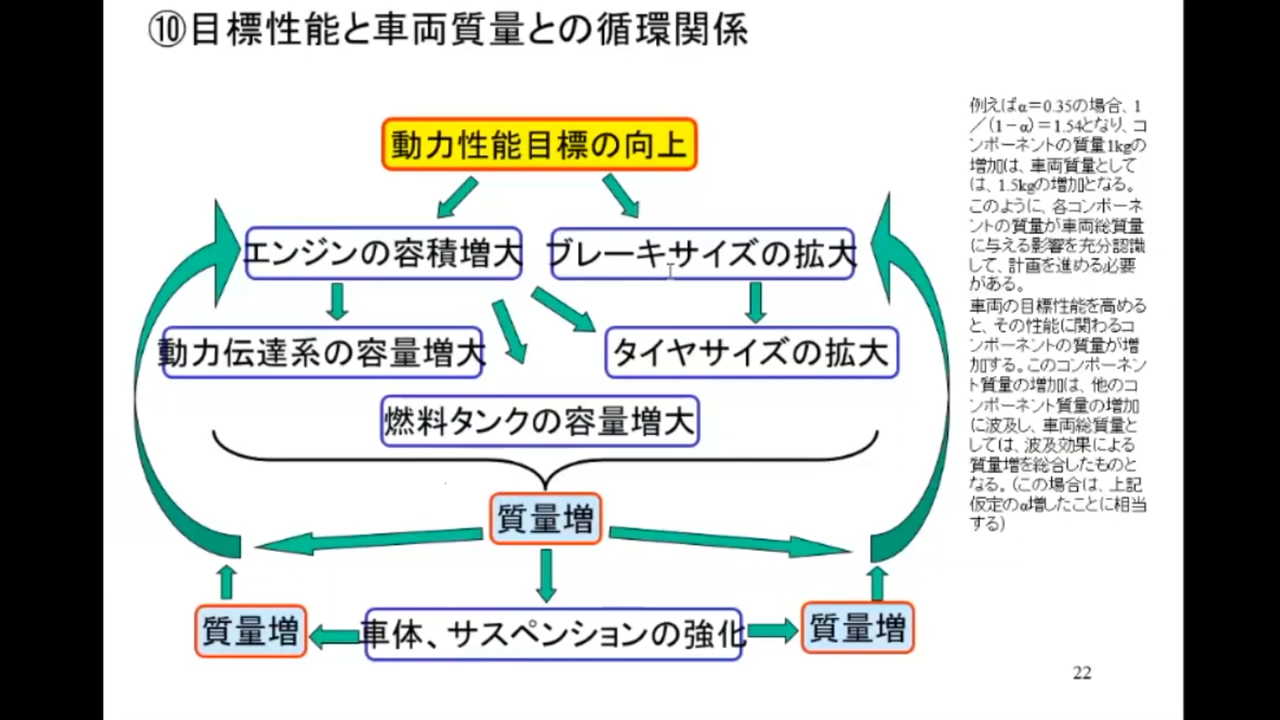 ⑩目標性能と車両質量との循環関係
動力性能目標の向上
エンジンの容積増大
ブレーキサイズの拡大
動力伝達系の容量増大
タイヤサイズの拡大
燃料タンクの容量増大
質量増
質量増
車体、サスペンションの強化
質量増
例えばα＝0.35の場合、1
／(1－α)＝1.54となり、コ
ンポーネントの質量1kgの
増加は、車両質量として
は、1.5kgの増加となる。
このように、各コンポーネ
ントの質量が車両総質量
に与える影響を充分認識
して、計画を進める必要
がある。
車両の目標性能を高める
と、その性能に関わるコ
ンポーネントの質量が増
加する。このコンポーネン
ト質量の増加は、他のコ
ンポーネント質量の増加
に波及し、車両総質量と
しては、波及効果による
質量増を総合したものと
なる。（この場合は、上記
仮定のα増したことに相当
する）
22